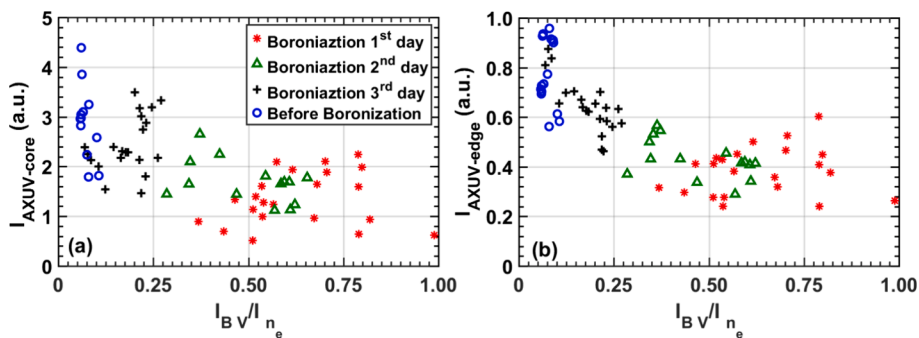 5
4
3
2
1
0
I_AXUV-core (a.u.)
Boroniaztion 1st day
Boroniaztion 2nd day
Boroniaztion 3rd day
Before Boronization
(a)
0 0.25 0.50 0.75 1.00
I_B V/I_n_e
1.0
0.8
0.6
0.4
0.2
0.0
I_AXUV-edge (a.u.)
(b)
0 0.25 0.50 0.75 1.00
I_B V/I_n_e